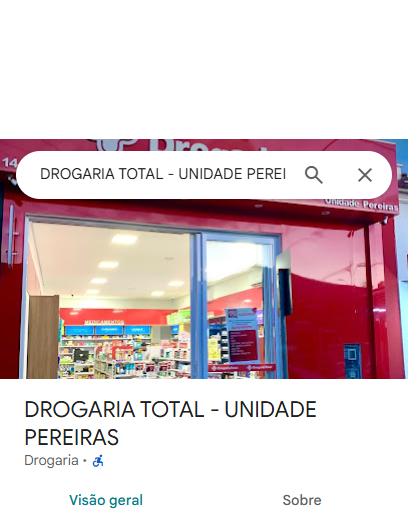 14
DROGARIA TOTAL - UNIDADE PEREI
Unidade Pereiras
MEDICAMENTOS
DROGARIA TOTAL - UNIDADE
PEREIRAS
Drogaria ·
Visão geral
Sobre